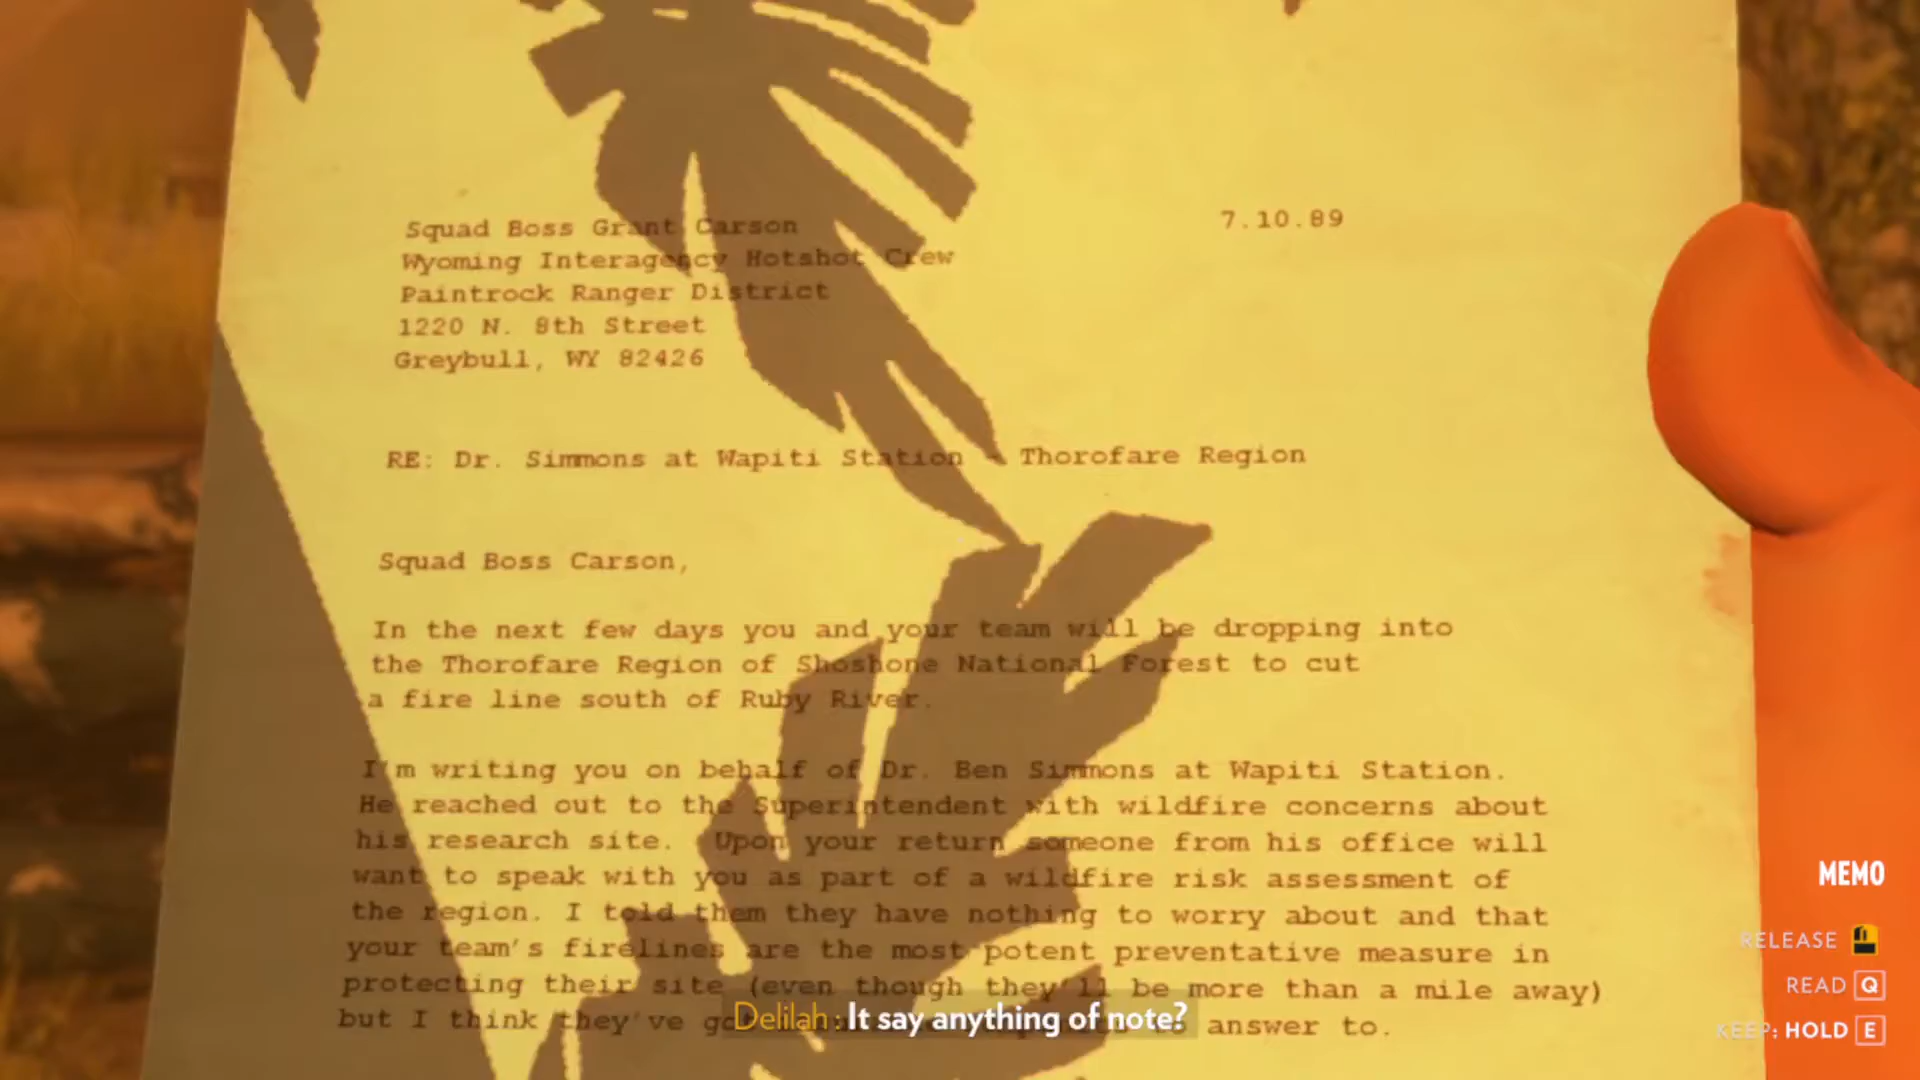 Squad Boss Grant Carson
7.10.89
Wyoming Interagency Hotshot Crew
Paintrock Ranger District
1220 N. 8th Street
Greybull, WY 82426
RE: Dr. Simmons at Wapiti Station - Thorofare Region
Squad Boss Carson,
In the next few days you and your team will be dropping into
the Thorofare Region of Shoshone National Forest to cut
a fire line south of Ruby River.
I'm writing you on behalf of Dr. Ben Simmons at Wapiti Station.
He reached out to the Superintendent with wildfire concerns about
his research site. Upon your return someone from his office will
want to speak with you as part of a wildfire risk assessment of
the region. I told them they have nothing to worry about and that
your team's firelines are the most potent preventative measure in
protecting their site (even though they'll be more than a mile away)
but I think they've answer to.
Delilah: It say anything of note?
MEMO
RELEASE
READ Q
KEEP: HOLD E